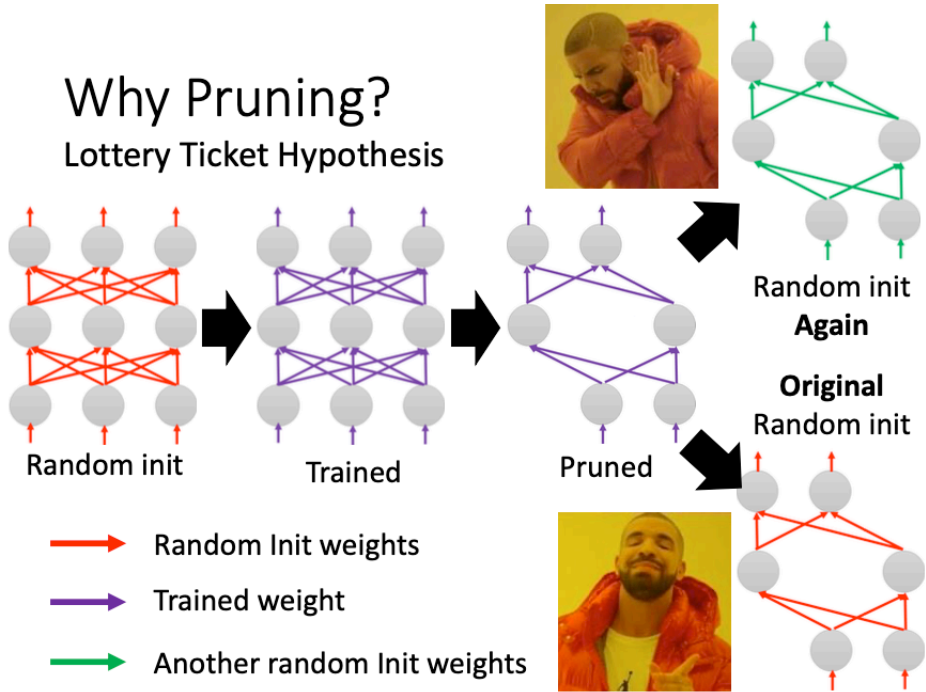 Why Pruning?
Lottery Ticket Hypothesis
Random init
Trained
Pruned
Random init
Again
Original
Random init
Random Init weights
Trained weight
Another random Init weights